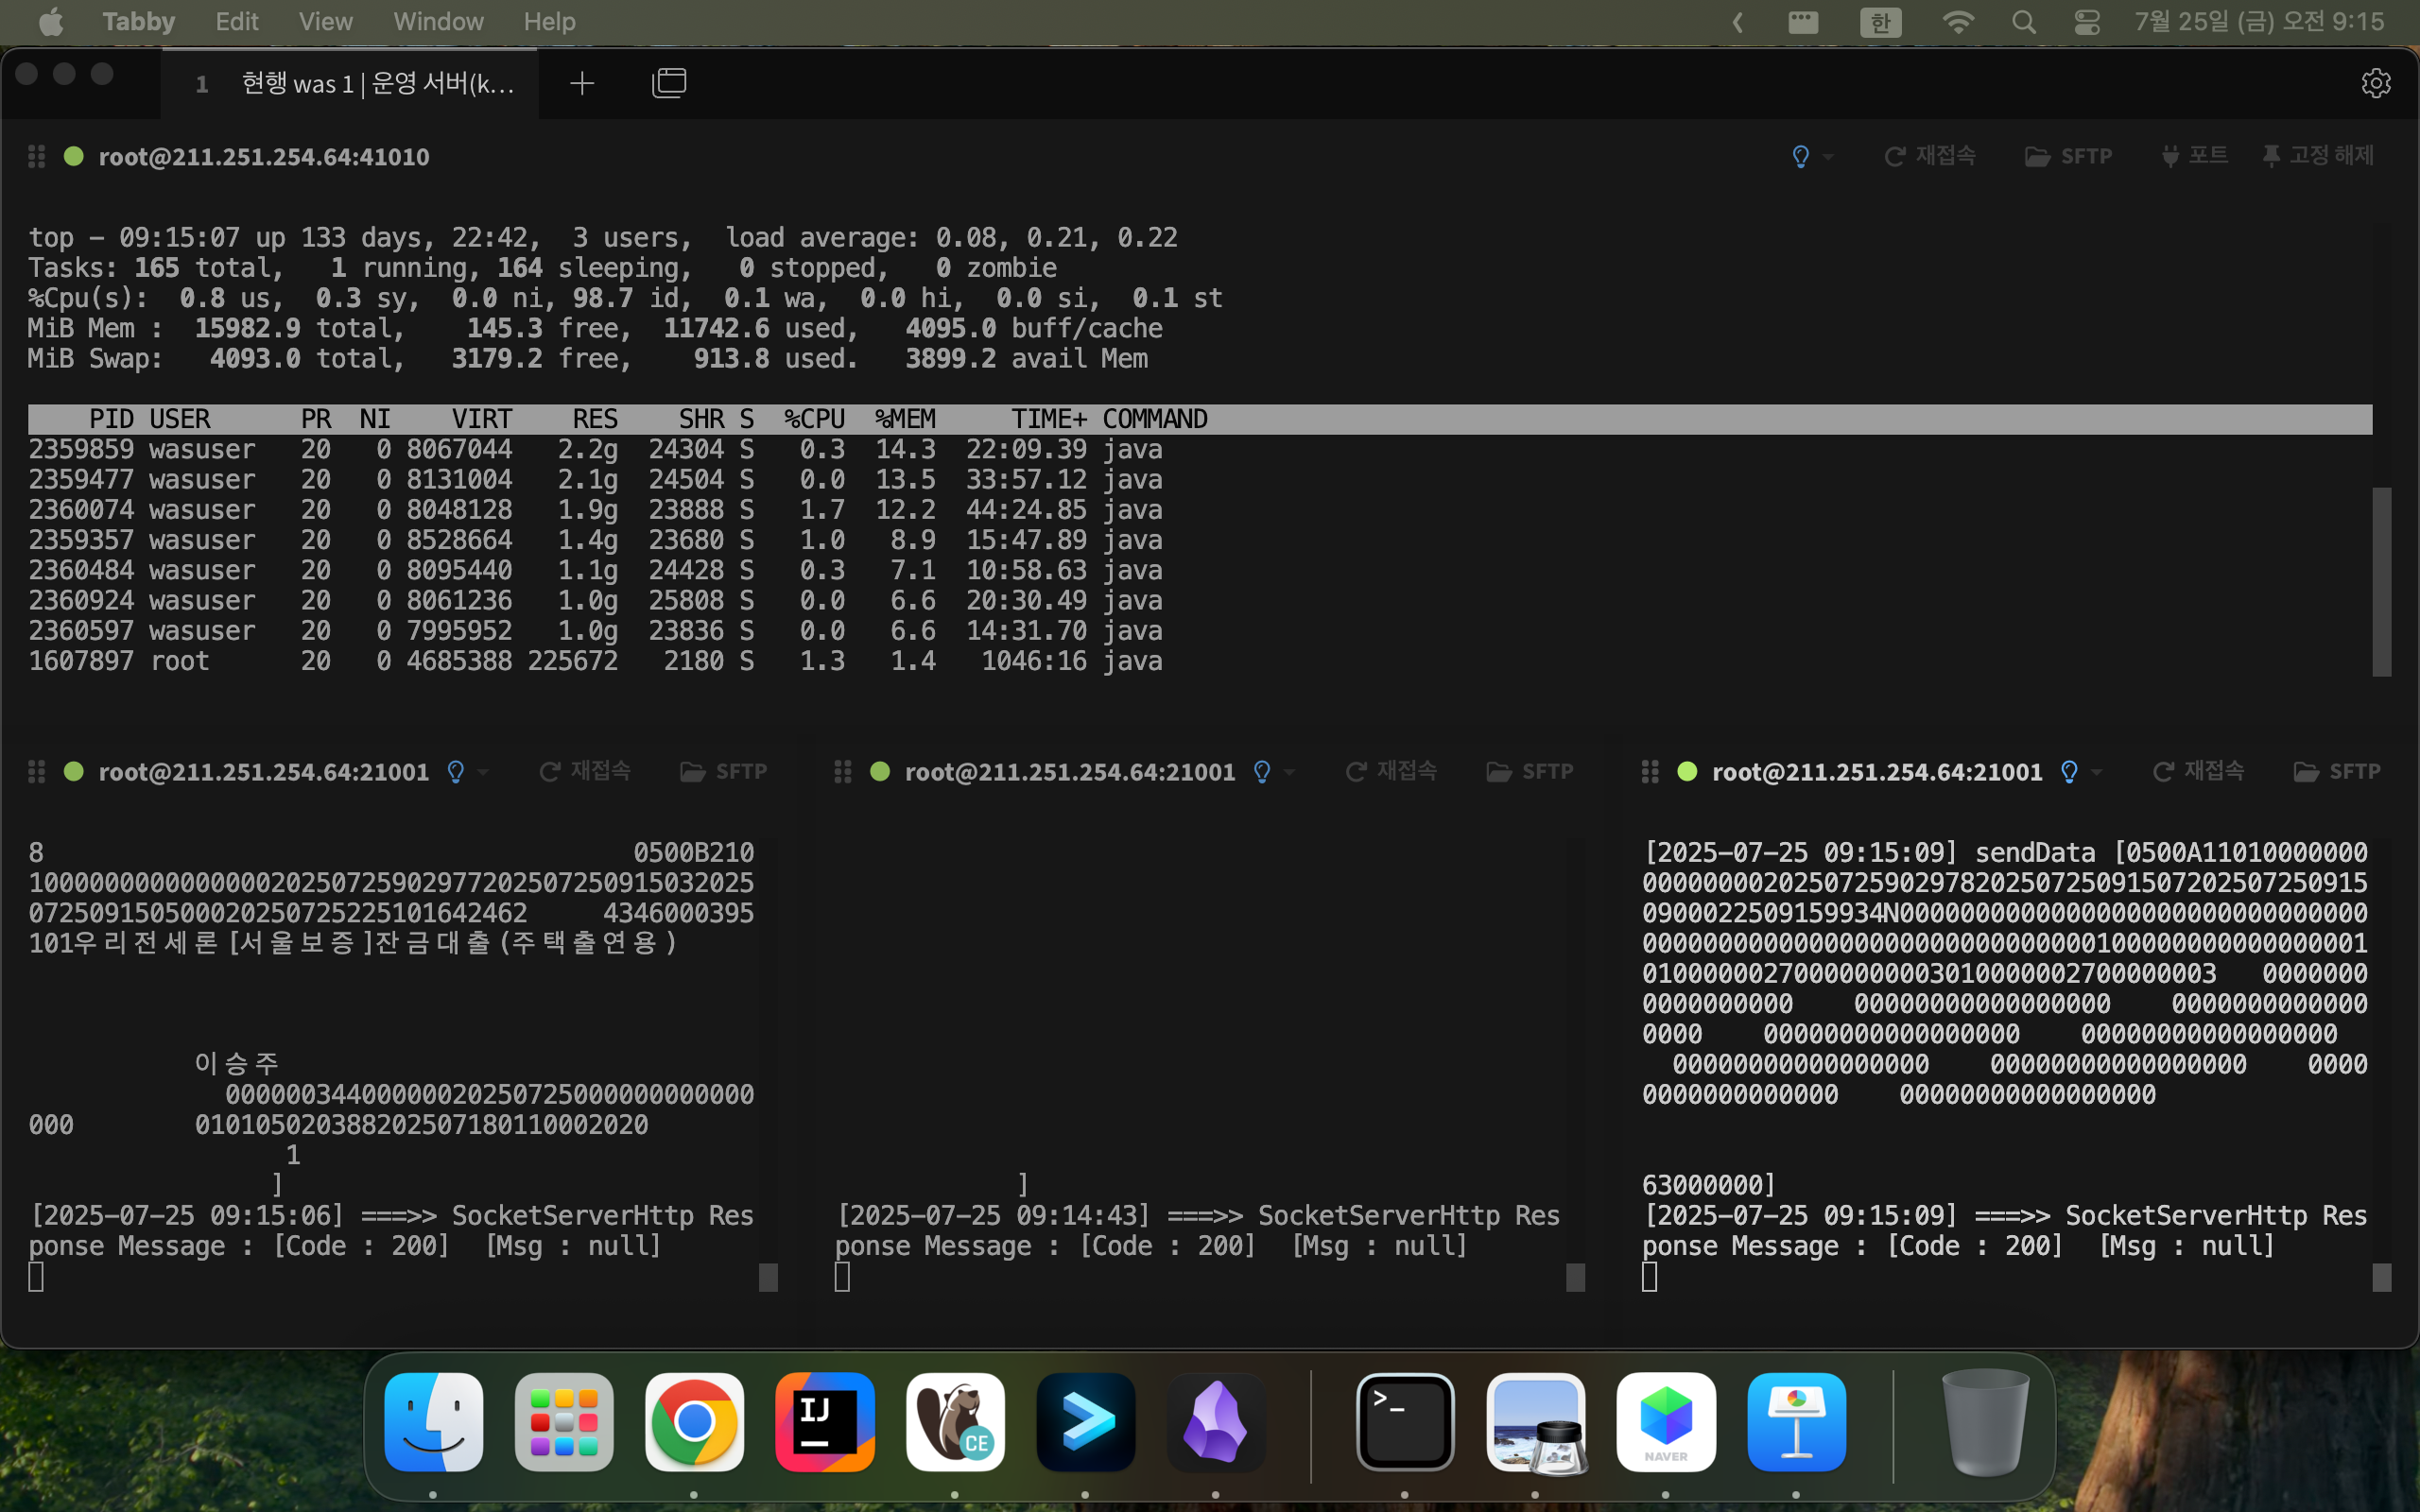 Tabby Edit View Window Help 한 7월 25일 (금) 오전 9:15
1 현행 was 1 | 운영 서버(k...
root@211.251.254.64:41010 재접속 SFTP 포트 고정 해제
top - 09:15:07 up 133 days, 22:42, 3 users, load average: 0.08, 0.21, 0.22
Tasks: 165 total, 1 running, 164 sleeping, 0 stopped, 0 zombie
%Cpu(s): 0.8 us, 0.3 sy, 0.0 ni, 98.7 id, 0.1 wa, 0.0 hi, 0.0 si, 0.1 st
MiB Mem : 15982.9 total, 145.3 free, 11742.6 used, 4095.0 buff/cache
MiB Swap: 4093.0 total, 3179.2 free, 913.8 used. 3899.2 avail Mem
PID USER PR NI VIRT RES SHR S %CPU %MEM TIME+ COMMAND
2359859 wasuser 20 0 8067044 2.2g 24304 S 0.3 14.3 22:09.39 java
2359477 wasuser 20 0 8131004 2.1g 24504 S 0.0 13.5 33:57.12 java
2360074 wasuser 20 0 8048128 1.9g 23888 S 1.7 12.2 44:24.85 java
2359357 wasuser 20 0 8528664 1.4g 23680 S 1.0 8.9 15:47.89 java
2360484 wasuser 20 0 8095440 1.1g 24428 S 0.3 7.1 10:58.63 java
2360924 wasuser 20 0 8061236 1.0g 25808 S 0.0 6.6 20:30.49 java
2360597 wasuser 20 0 7995952 1.0g 23836 S 0.0 6.6 14:31.70 java
1607897 root 20 0 4685388 225672 2180 S 1.3 1.4 1046:16 java
root@211.251.254.64:21001 재접속 SFTP
8 0500B210
100000000000000020250725902977202507250915032025
072509150500020250725225101642462 4346000395
101우리전세론 [서울보증]잔금대출(주택출연용)
이승주
00000034400000020250725000000000000
000 010105020388202507180110002020
1
]
[2025-07-25 09:15:06] ===>> SocketServerHttp Res
ponse Message : [Code : 200] [Msg : null]
root@211.251.254.64:21001 재접속 SFTP
]
[2025-07-25 09:14:43] ===>> SocketServerHttp Res
ponse Message : [Code : 200] [Msg : null]
root@211.251.254.64:21001 재접속 SFTP
[2025-07-25 09:15:09] sendData [0500A11010000000
000000002025072590297820250725091507202507250915
0900022509159934N0000000000000000000000000000000
000000000000000000000000000000100000000000000001
01000000270000000003010000002700000003 0000000
0000000000 00000000000000000 0000000000000
0000 00000000000000000 00000000000000000
00000000000000000 00000000000000000 0000
0000000000000 00000000000000000
63000000]
[2025-07-25 09:15:09] ===>> SocketServerHttp Res
ponse Message : [Code : 200] [Msg : null]
IJ
CE
>_
NAVER